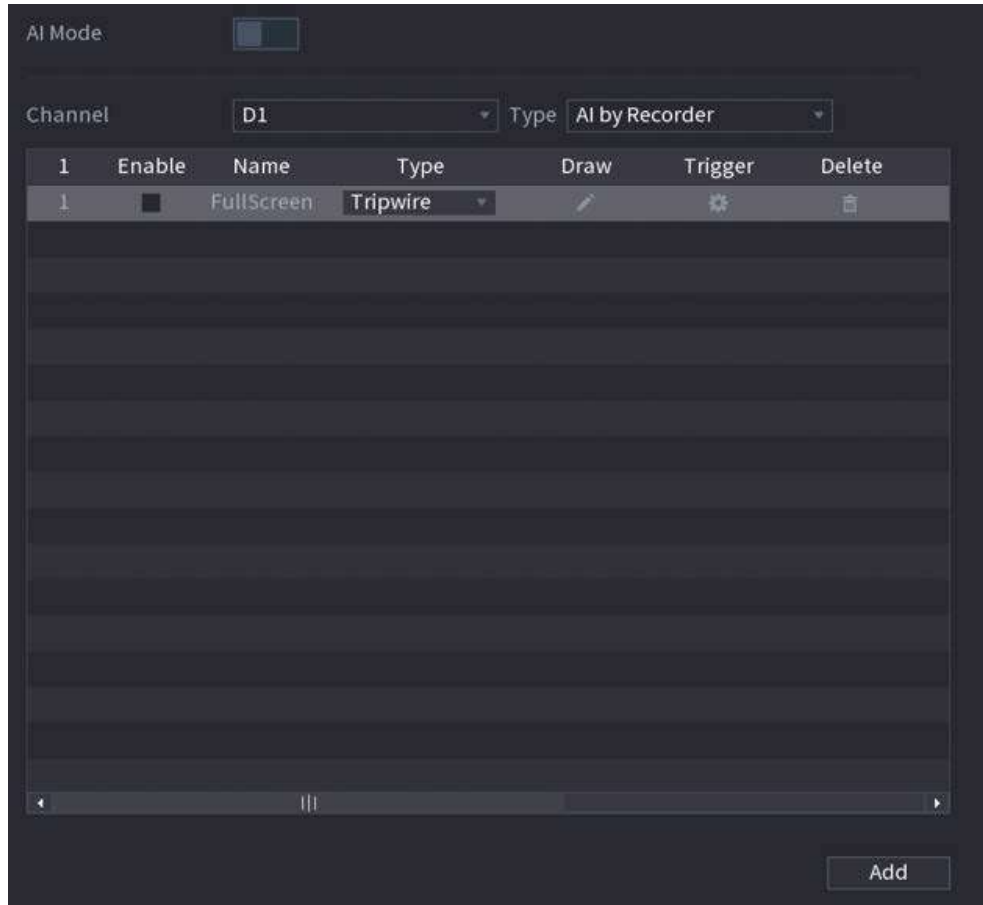 AI Mode
Channel D1 Type AI by Recorder
1 Enable Name Type Draw Trigger Delete
1 FullScreen Tripwire
Add